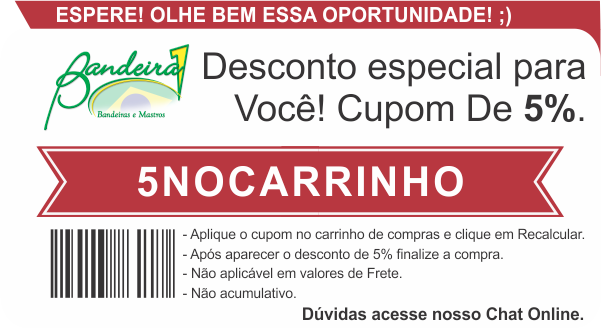 ESPERE! OLHE BEM ESSA OPORTUNIDADE! ;)
Bandeira1
Bandeiras e Mastros
Desconto especial para
Você! Cupom De 5%.
5NOCARRINHO
- Aplique o cupom no carrinho de compras e clique em Recalcular.
- Após aparecer o desconto de 5% finalize a compra.
- Não aplicável em valores de Frete.
- Não acumulativo.
Dúvidas acesse nosso Chat Online.